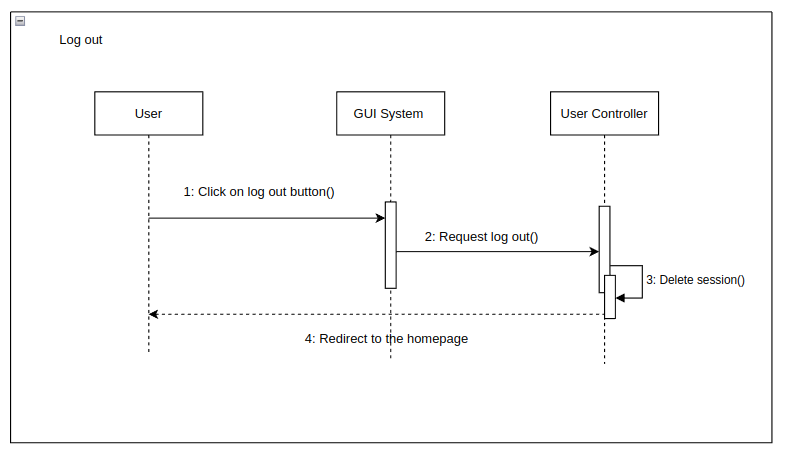 Log out
User
GUI System
User Controller
1: Click on log out button()
2: Request log out()
3: Delete session()
4: Redirect to the homepage